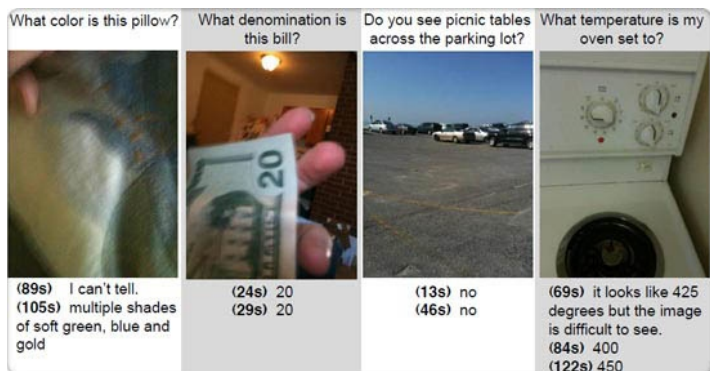 What color is this pillow?
(89s) I can't tell.
(105s) multiple shades
of soft green, blue and
gold
What denomination is
this bill?
20
(24s) 20
(29s) 20
Do you see picnic tables
across the parking lot?
(13s) no
(46s) no
What temperature is my
oven set to?
(69s) it looks like 425
degrees but the image
is difficult to see.
(84s) 400
(122s) 450